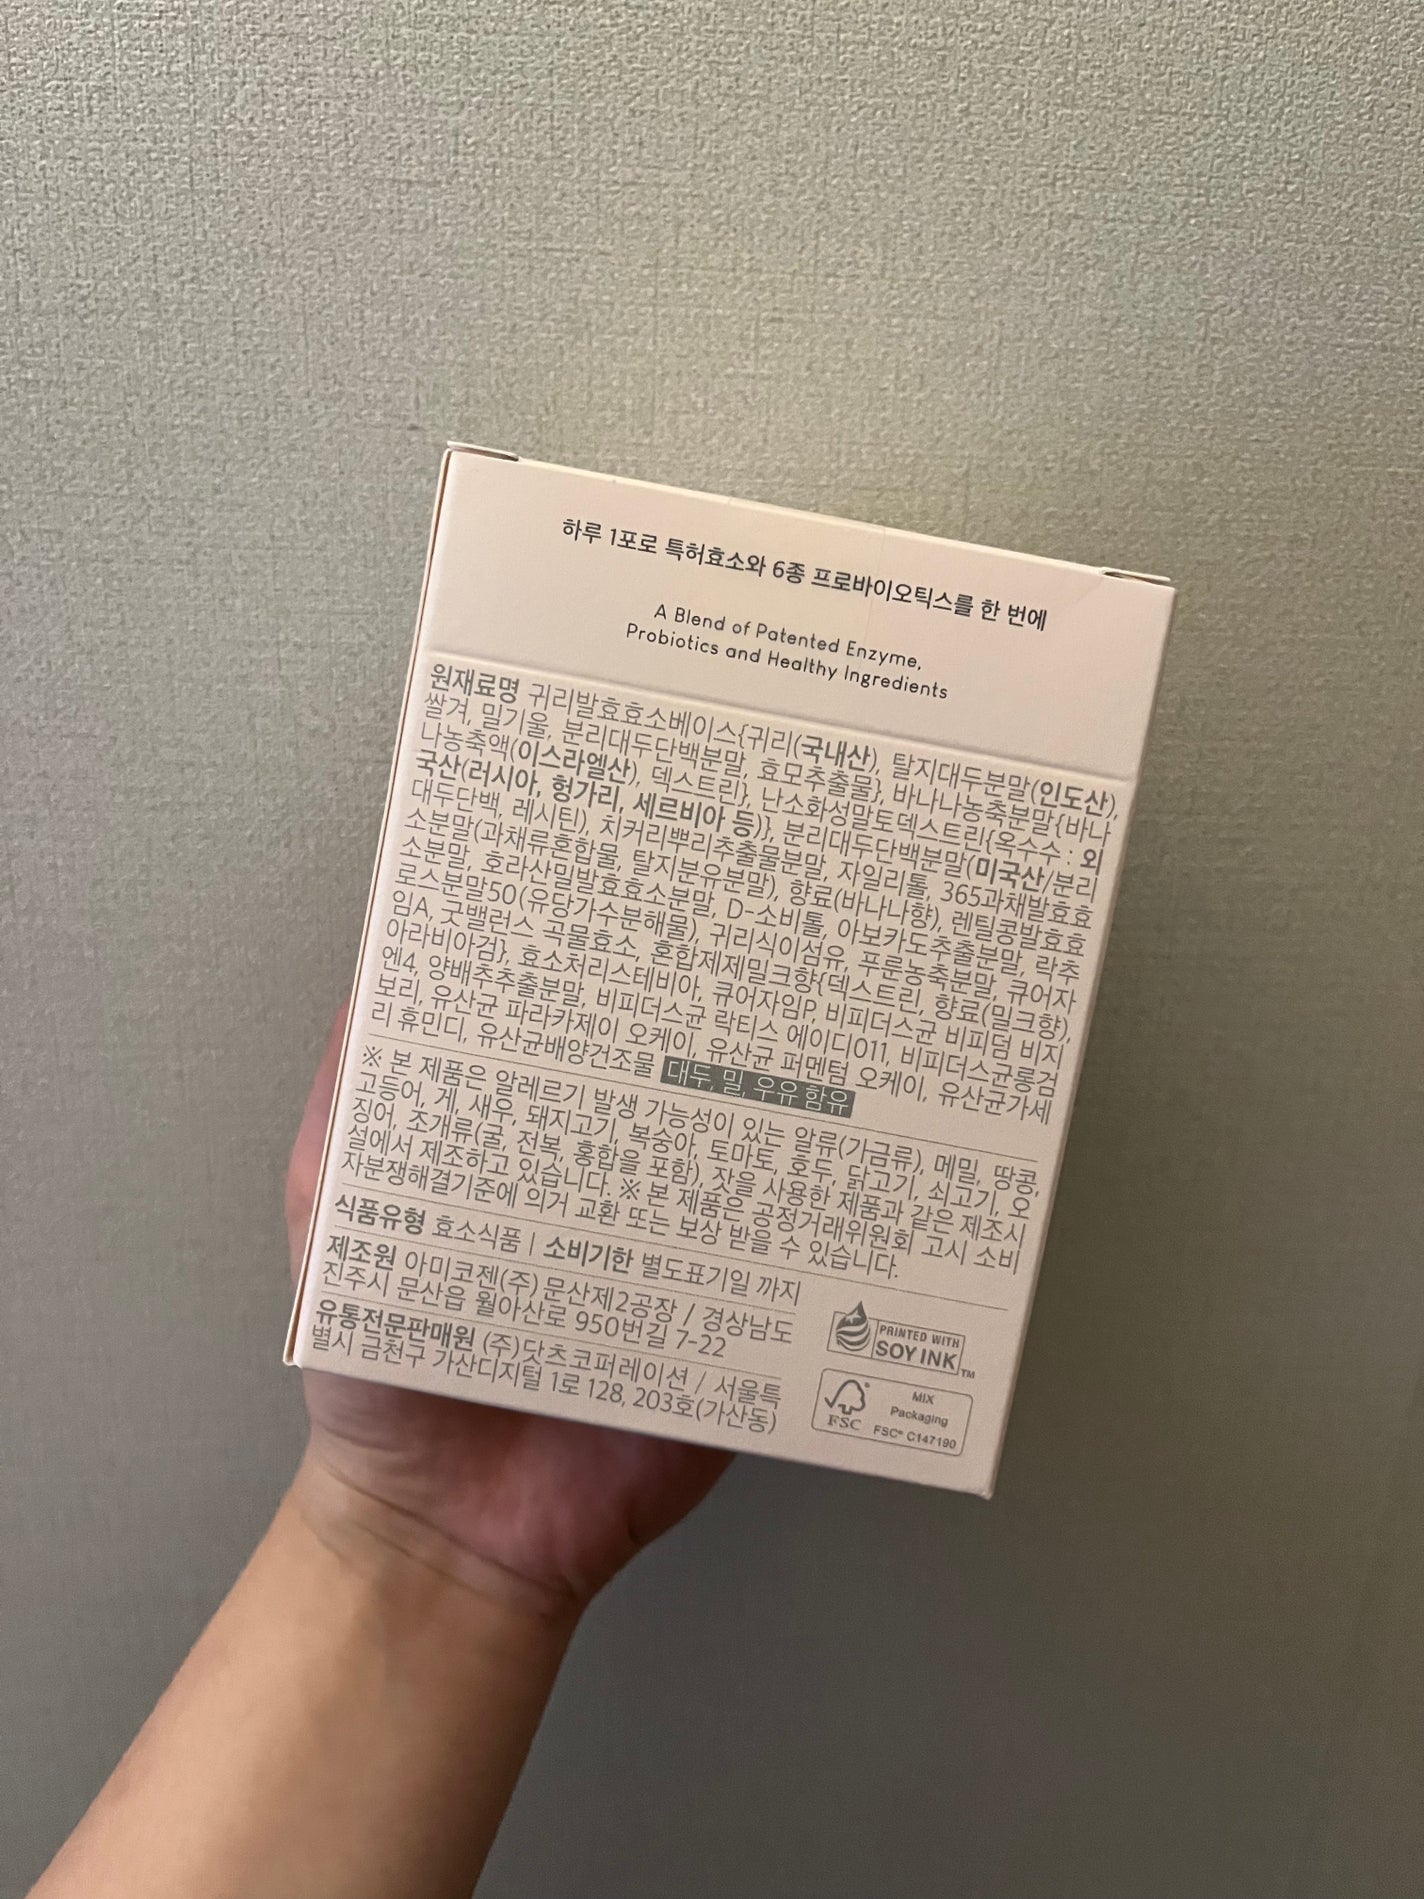 하루 1포로 특허효소와 6종 프로바이오틱스를 한 번에
A Blend of Patented Enzyme,
Probiotics and Healthy Ingredients
원재료명 귀리발효효소베이스{귀리(국내산), 탈지대두분말(인도산),
쌀겨, 밀기울, 분리대두단백분말, 효모추출물}, 바나나농축분말{바나
나농축액(이스라엘산), 덱스트린}, 난소화성말토덱스트린{옥수수 : 외
국산(러시아, 헝가리, 세르비아 등)}, 분리대두단백분말(미국산/분리
대두단백, 레시틴), 치커리뿌리추출물분말, 자일리톨, 365과채발효효
소분말(과채류혼합물, 탈지분유분말), 향료(바나나향), 렌틸콩발효효
소분말, 호라산밀발효효소분말, D-소비톨, 아보카도추출분말, 락추
로스분말50(유당가수분해물), 귀리식이섬유, 푸룬농축분말, 큐어자
임A, 굿밸런스 곡물효소, 혼합제제밀크향{덱스트린, 향료(밀크향),
아라비아검}, 효소처리스테비아, 큐어자임P, 비피더스균 비피덤 비지
엔4, 양배추추출분말, 비피더스균 락티스 에이디011, 비피더스균롱검
보리, 유산균 파라카제이 오케이, 유산균 퍼멘텀 오케이, 유산균가세
리 휴민디, 유산균배양건조물 대두, 밀, 우유 함유
※ 본 제품은 알레르기 발생 가능성이 있는 알류(가금류), 메밀, 땅콩,
고등어, 게, 새우, 돼지고기, 복숭아, 토마토, 호두, 닭고기, 쇠고기, 오
징어, 조개류(굴, 전복, 홍합을 포함), 잣을 사용한 제품과 같은 제조시
설에서 제조하고 있습니다. ※ 본 제품은 공정거래위원회 고시 소비
자분쟁해결기준에 의거 교환 또는 보상 받을 수 있습니다.
식품유형 효소식품 | 소비기한 별도표기일 까지
제조원 아미코젠(주) 문산제2공장 / 경상남도
진주시 문산읍 월아산로 950번길 7-22
유통전문판매원 (주)닷츠코퍼레이션 / 서울특
별시 금천구 가산디지털 1로 128, 203호(가산동)
PRINTED WITH
SOY INK™
FSC
MIX
Packaging
FSC® C147190